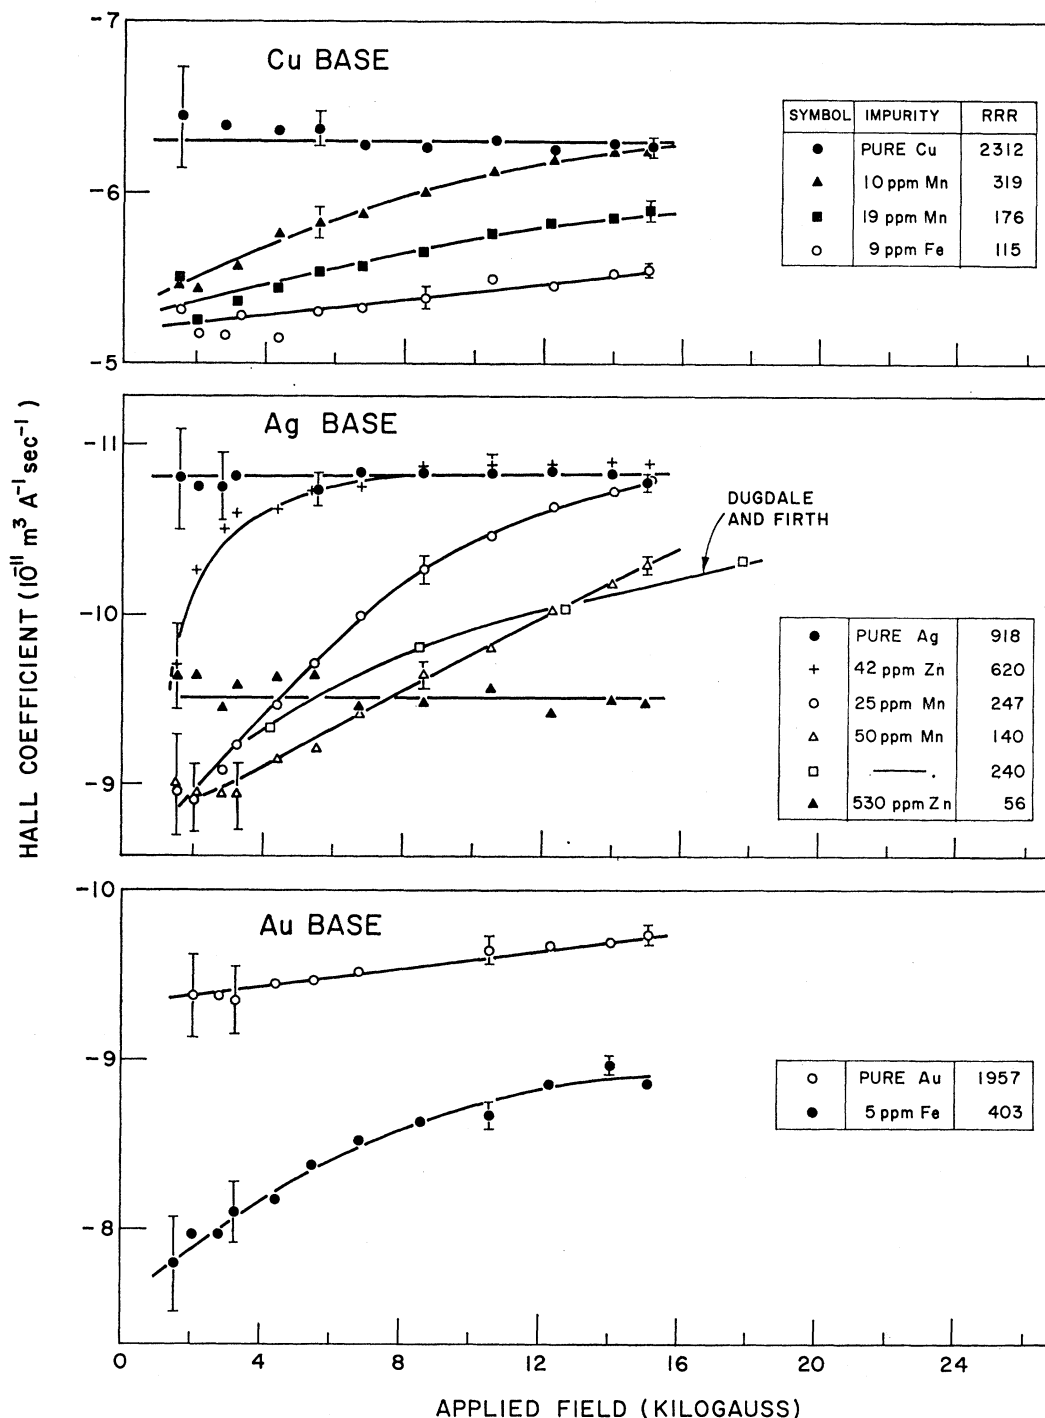 -7
Cu BASE
SYMBOL IMPURITY RRR
● PURE Cu 2312
▲ 10 ppm Mn 319
■ 19 ppm Mn 176
○ 9 ppm Fe 115
-6
-5
HALL COEFFICIENT (10⁻¹¹ m³ A⁻¹ sec⁻¹)
Ag BASE
-11
DUGDALE
AND FIRTH
-10
● PURE Ag 918
+ 42 ppm Zn 620
○ 25 ppm Mn 247
△ 50 ppm Mn 140
□ ——. 240
▲ 530 ppm Zn 56
-9
-10
Au BASE
-9
○ PURE Au 1957
● 5 ppm Fe 403
-8
0 4 8 12 16 20 24
APPLIED FIELD (KILOGAUSS)